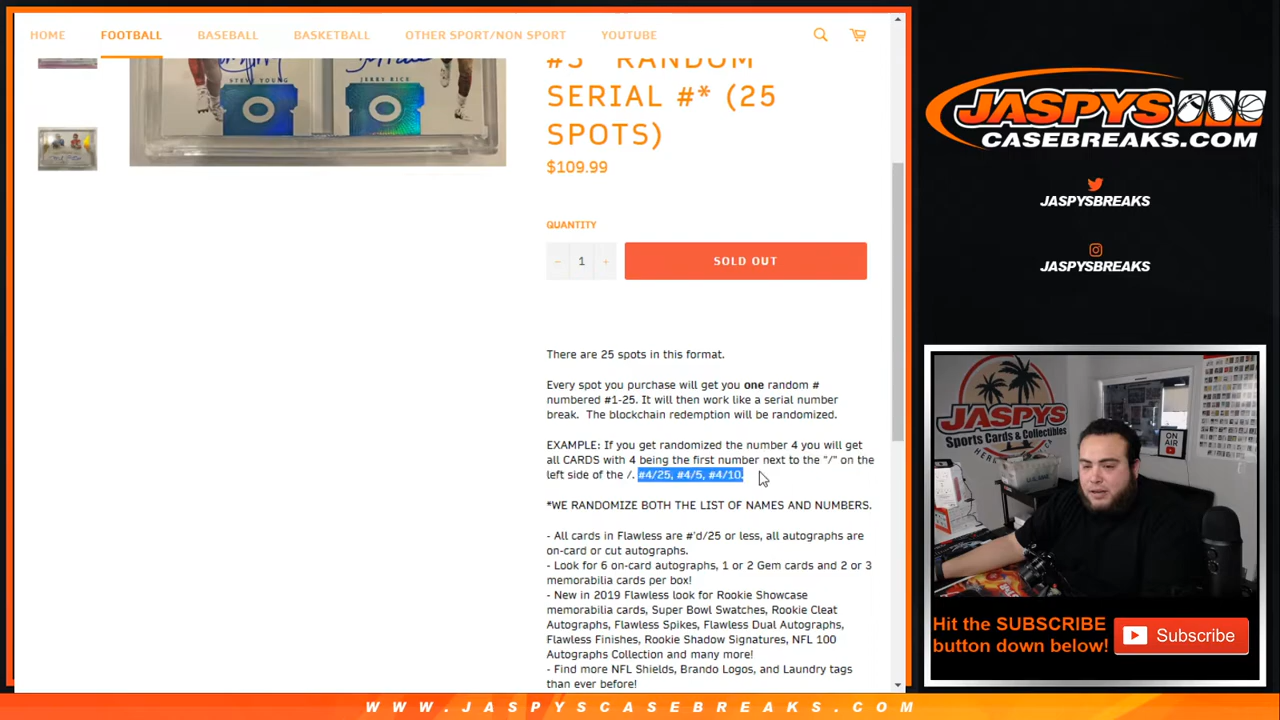 HOME FOOTBALL BASEBALL BASKETBALL OTHER SPORT/NON SPORT YOUTUBE
STEVE YOUNG JERRY RICE
#3 RANDOM
SERIAL #* (25
SPOTS)
$109.99
QUANTITY
− 1 +
SOLD OUT
There are 25 spots in this format.
Every spot you purchase will get you one random #
numbered #1-25. It will then work like a serial number
break. The blockchain redemption will be randomized.
EXAMPLE: If you get randomized the number 4 you will get
all CARDS with 4 being the first number next to the "/" on the
left side of the /. #4/25, #4/5, #4/10.
*WE RANDOMIZE BOTH THE LIST OF NAMES AND NUMBERS.
- All cards in Flawless are #'d/25 or less, all autographs are
on-card or cut autographs.
- Look for 6 on-card autographs, 1 or 2 Gem cards and 2 or 3
memorabilia cards per box!
- New in 2019 Flawless look for Rookie Showcase
memorabilia cards, Super Bowl Swatches, Rookie Cleat
Autographs, Flawless Spikes, Flawless Dual Autographs,
Flawless Finishes, Rookie Shadow Signatures, NFL 100
Autographs Collection and many more!
- Find more NFL Shields, Brando Logos, and Laundry tags
than ever before!
JASPYS
CASEBREAKS.COM
JASPYSBREAKS
JASPYSBREAKS
JASPYS
Sports Cards & Collectibles
ON AIR
Hit the SUBSCRIBE
button down below!
Subscribe
WWW.JASPYSCASEBREAKS.COM